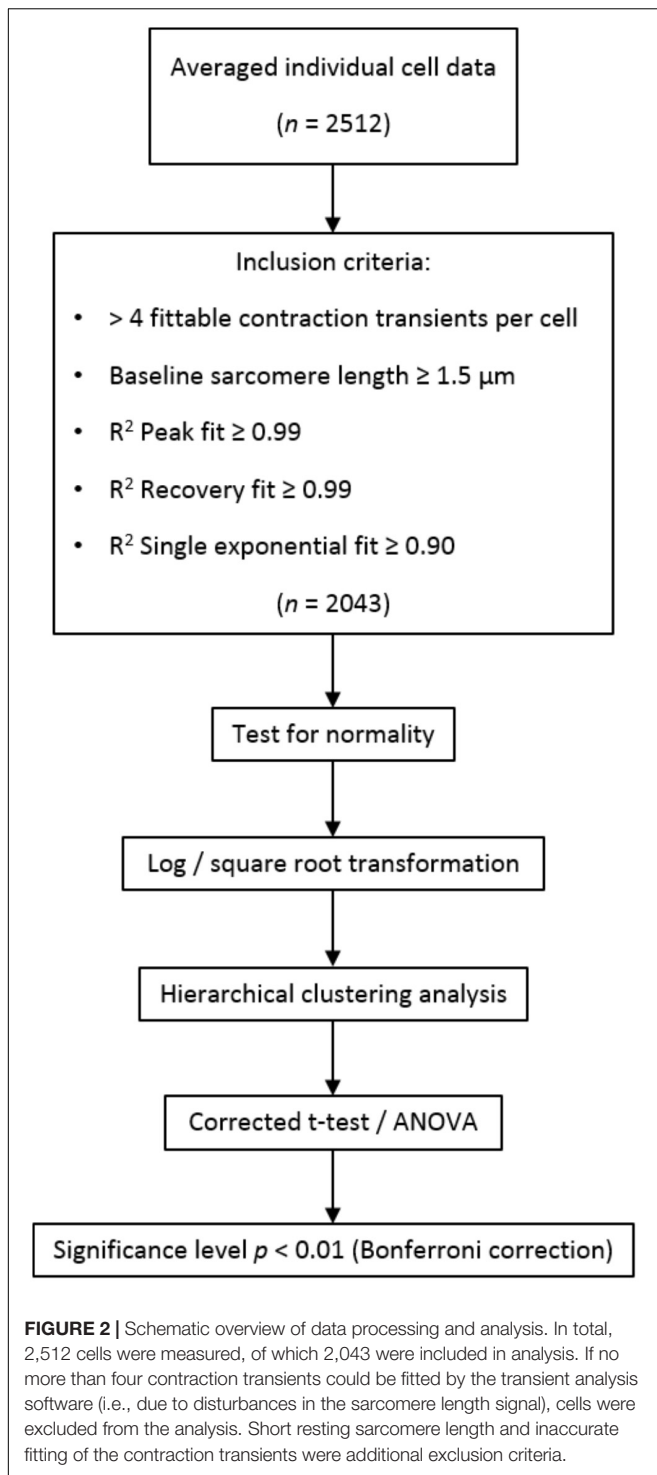 Averaged individual cell data
(n = 2512)
Inclusion criteria:
• > 4 fittable contraction transients per cell
• Baseline sarcomere length ≥ 1.5 µm
• R² Peak fit ≥ 0.99
• R² Recovery fit ≥ 0.99
• R² Single exponential fit ≥ 0.90
(n = 2043)
Test for normality
Log / square root transformation
Hierarchical clustering analysis
Corrected t-test / ANOVA
Significance level p < 0.01 (Bonferroni correction)
FIGURE 2 | Schematic overview of data processing and analysis. In total,
2,512 cells were measured, of which 2,043 were included in analysis. If no
more than four contraction transients could be fitted by the transient analysis
software (i.e., due to disturbances in the sarcomere length signal), cells were
excluded from the analysis. Short resting sarcomere length and inaccurate
fitting of the contraction transients were additional exclusion criteria.